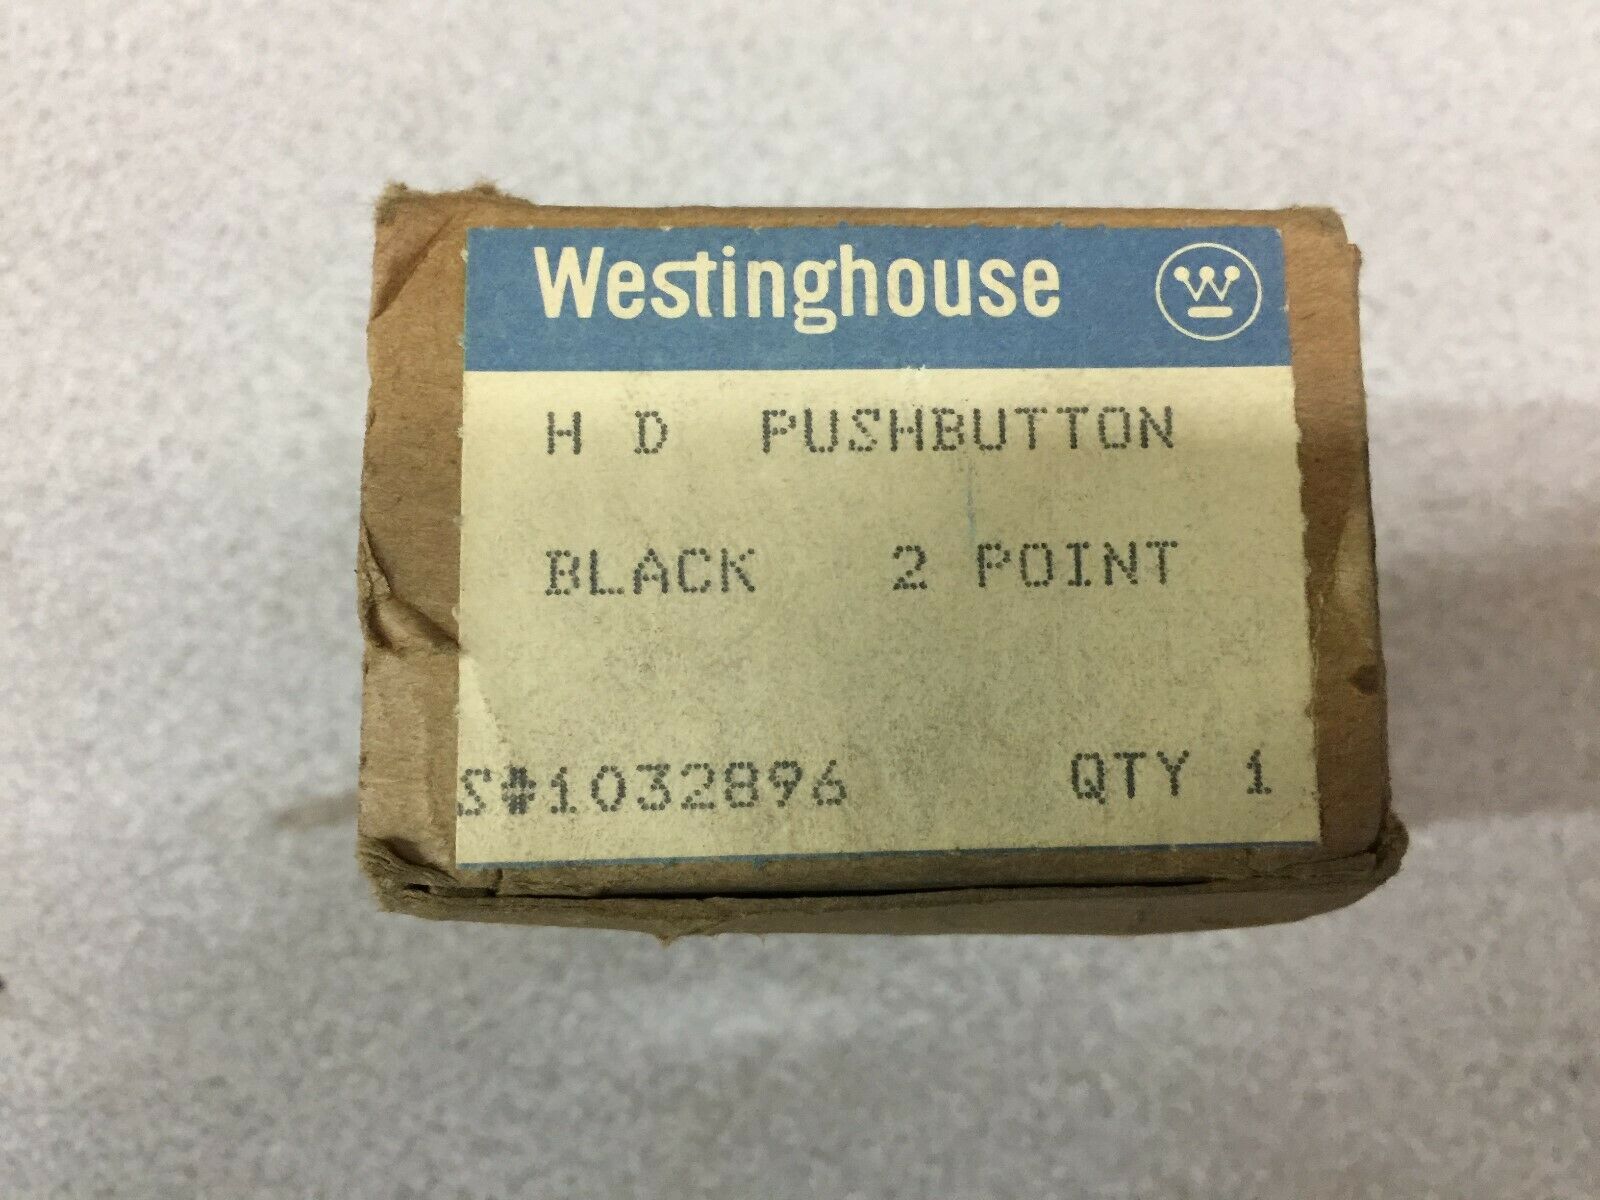 Westinghouse W
H D PUSHBUTTON
BLACK 2 POINT
S#1032896 QTY 1